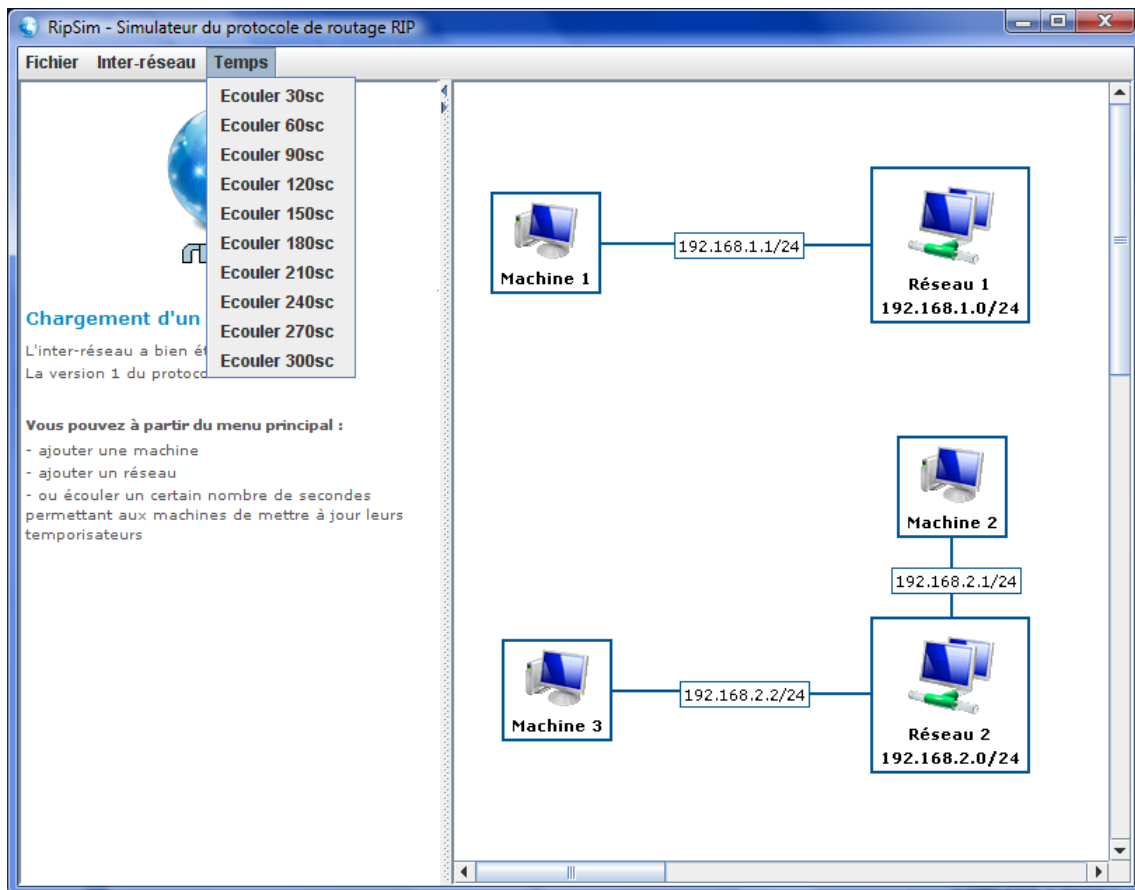 RipSim - Simulateur du protocole de routage RIP
Fichier Inter-réseau Temps
Ecouler 30sc
Ecouler 60sc
Ecouler 90sc
Ecouler 120sc
Ecouler 150sc
Ecouler 180sc
Ecouler 210sc
Ecouler 240sc
Ecouler 270sc
Ecouler 300sc
Chargement d'un
L'inter-réseau a bien
La version 1 du
Vous pouvez à partir du menu principal :
- ajouter une machine
- ajouter un réseau
- ou écouler un certain nombre de secondes
permettant aux machines de mettre à jour leurs
temporisateurs
Machine 1
192.168.1.1/24
Réseau 1
192.168.1.0/24
Machine 2
192.168.2.1/24
Machine 3
192.168.2.2/24
Réseau 2
192.168.2.0/24